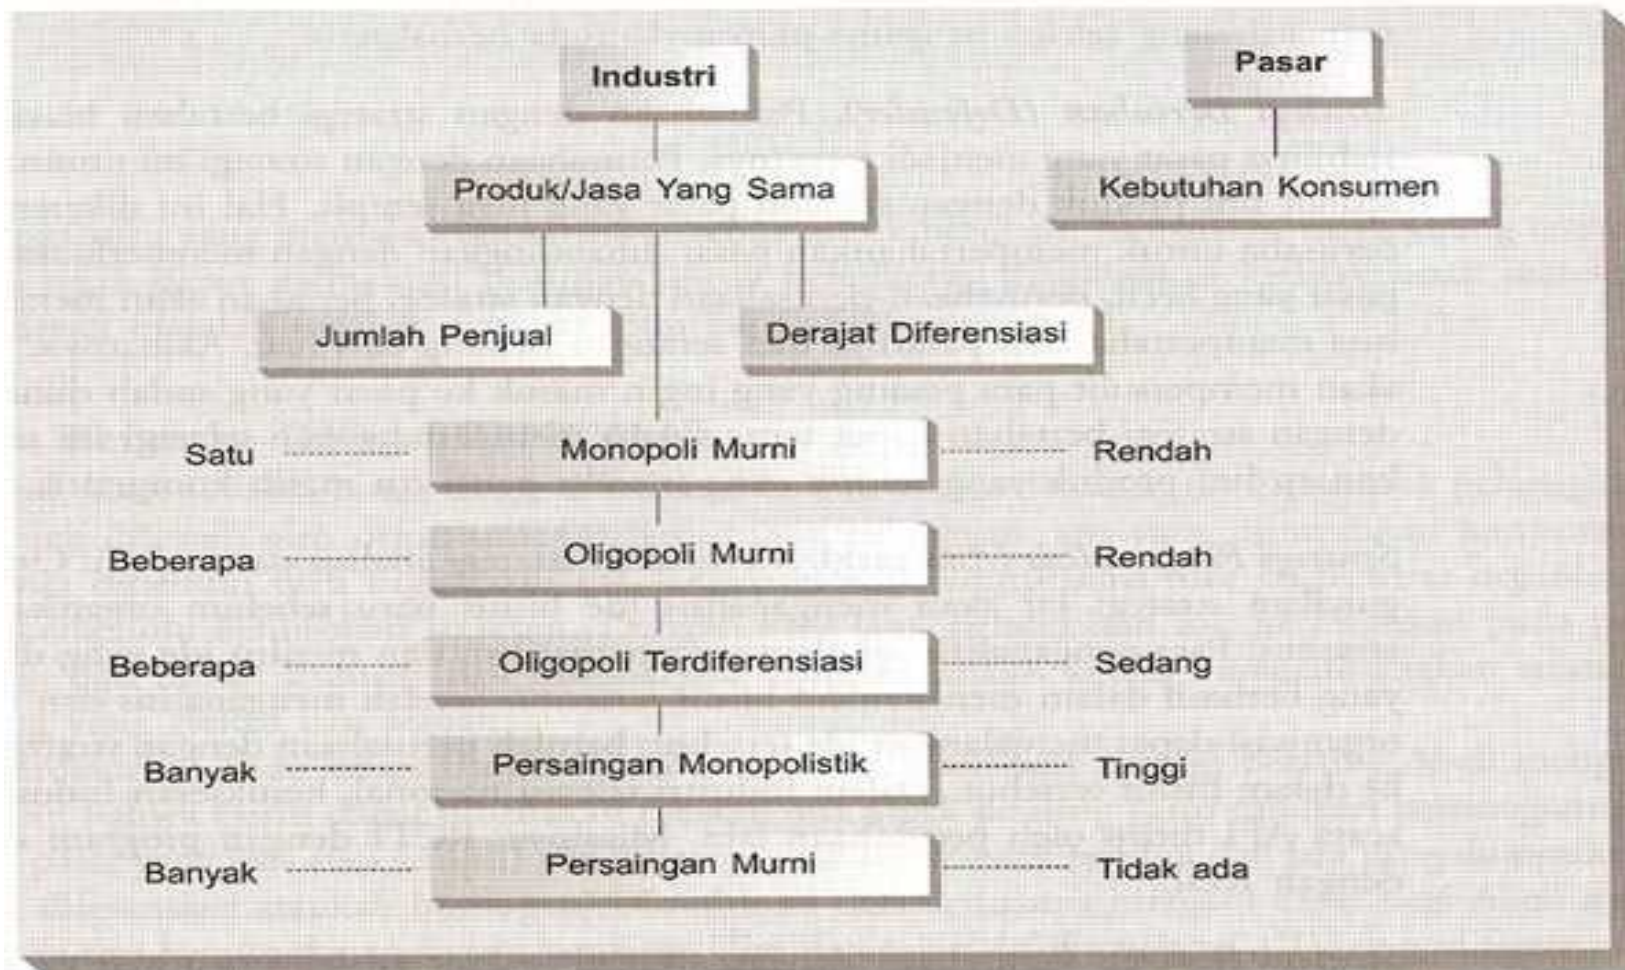 Industri
Pasar
Produk/Jasa Yang Sama
Kebutuhan Konsumen
Jumlah Penjual
Derajat Diferensiasi
Satu
Monopoli Murni
Rendah
Beberapa
Oligopoli Murni
Rendah
Beberapa
Oligopoli Terdiferensiasi
Sedang
Banyak
Persaingan Monopolistik
Tinggi
Banyak
Persaingan Murni
Tidak ada